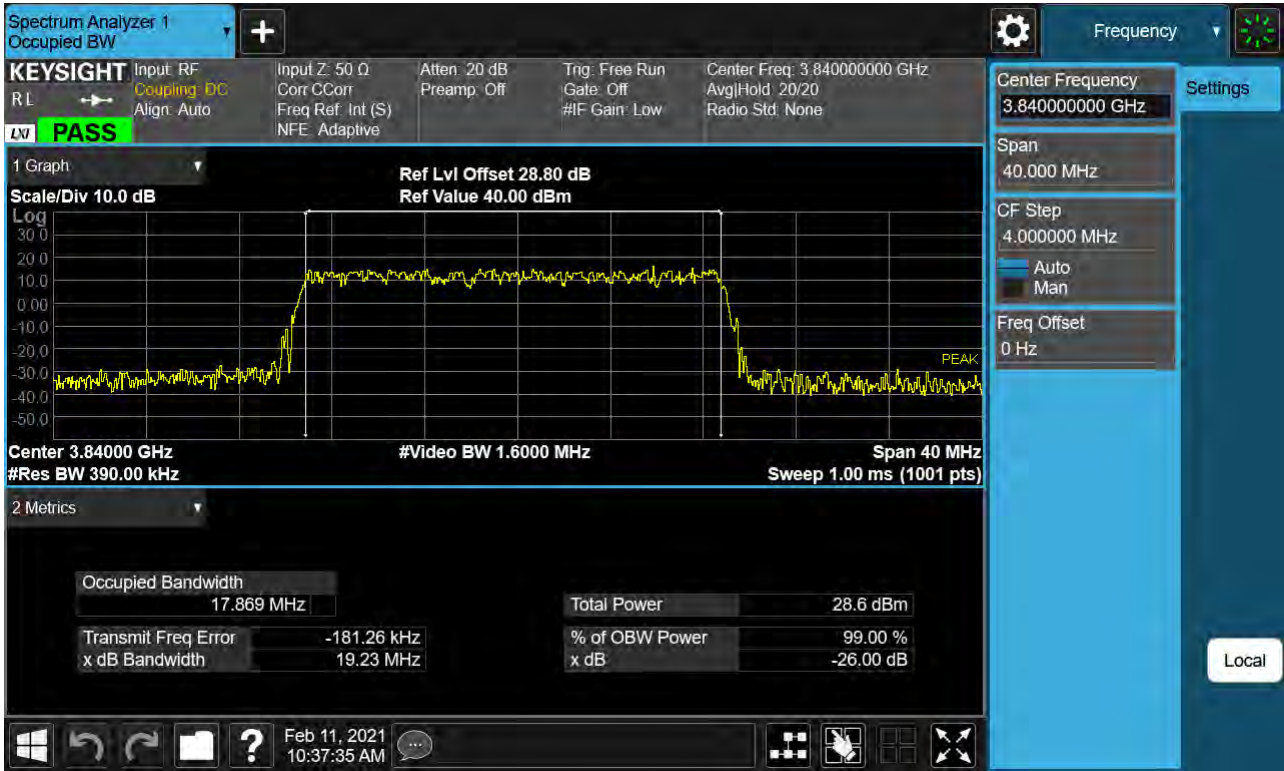 Spectrum Analyzer 1
Occupied BW
Frequency
KEYSIGHT
RL
LXI
PASS
Input: RF
Coupling: DC
Align: Auto
Input Z: 50 Ω
Corr CCorr
Freq Ref: Int (S)
NFE: Adaptive
Atten: 20 dB
Preamp: Off
Trig: Free Run
Gate: Off
#IF Gain: Low
Center Freq: 3.840000000 GHz
Avg|Hold: 20/20
Radio Std: None
Center Frequency
3.840000000 GHz
Settings
Span
40.000 MHz
CF Step
4.000000 MHz
Auto
Man
Freq Offset
0 Hz
Local
1 Graph
Scale/Div 10.0 dB
Ref Lvl Offset 28.80 dB
Ref Value 40.00 dBm
Log
30.0
20.0
10.0
0.00
-10.0
-20.0
-30.0
-40.0
-50.0
PEAK
Center 3.84000 GHz
#Video BW 1.6000 MHz
Span 40 MHz
#Res BW 390.00 kHz
Sweep 1.00 ms (1001 pts)
2 Metrics
Occupied Bandwidth
17.869 MHz
Total Power 28.6 dBm
Transmit Freq Error -181.26 kHz
% of OBW Power 99.00 %
x dB Bandwidth 19.23 MHz
x dB -26.00 dB
?
Feb 11, 2021
10:37:35 AM